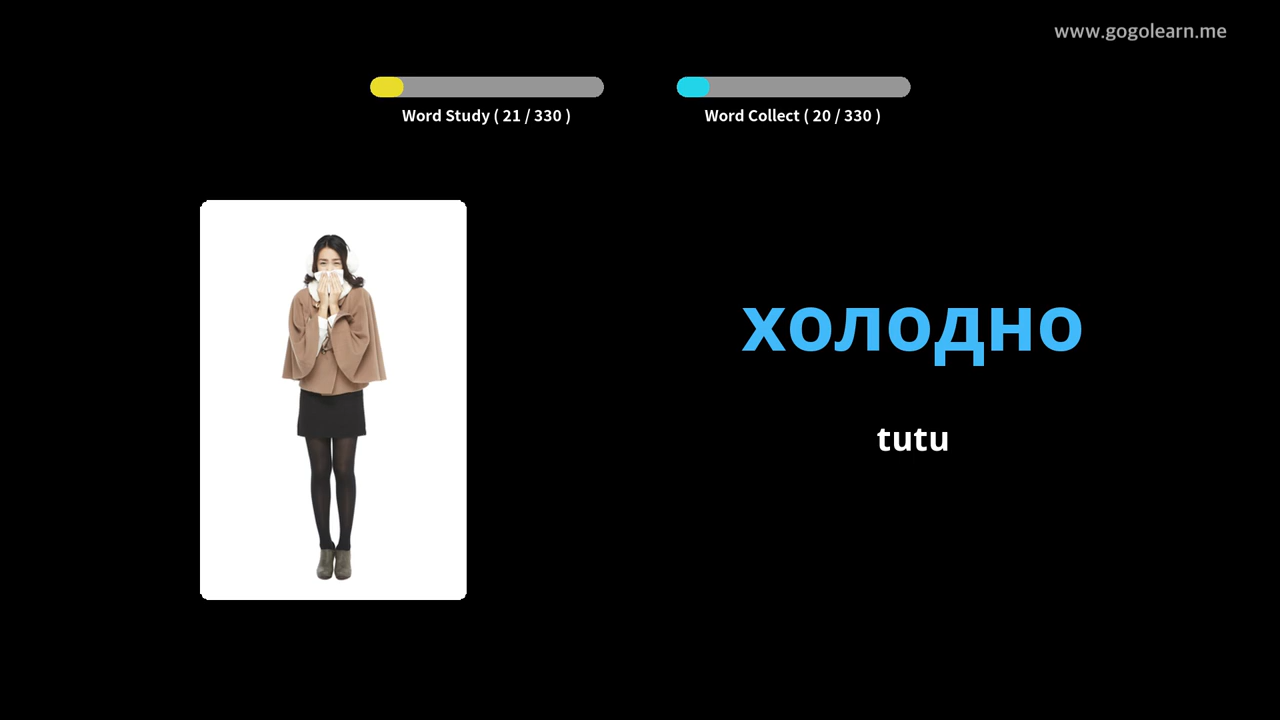 www.gogolearn.me
Word Study ( 21 / 330 )
Word Collect ( 20 / 330 )
холодно
tutu